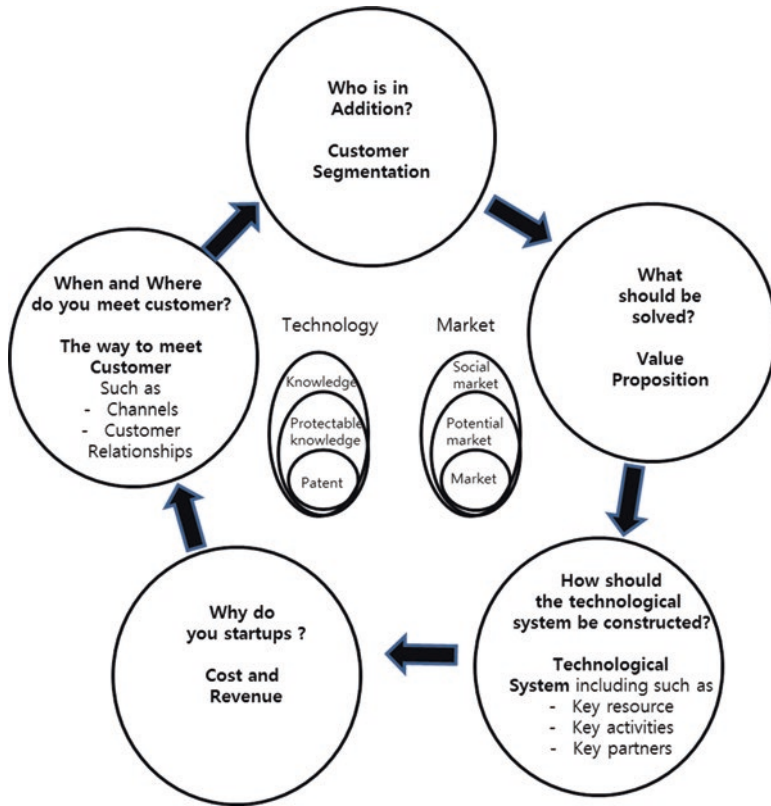 Who is in
Addition?
Customer
Segmentation
What
should be
solved?
Value
Proposition
How should
the technological
system be constructed?
Technological
System including such as
- Key resource
- Key activities
- Key partners
Why do
you startups ?
Cost and
Revenue
When and Where
do you meet customer?
The way to meet
Customer
Such as
- Channels
- Customer
Relationships
Technology
Knowledge
Protectable
knowledge
Patent
Market
Social
market
Potential
market
Market